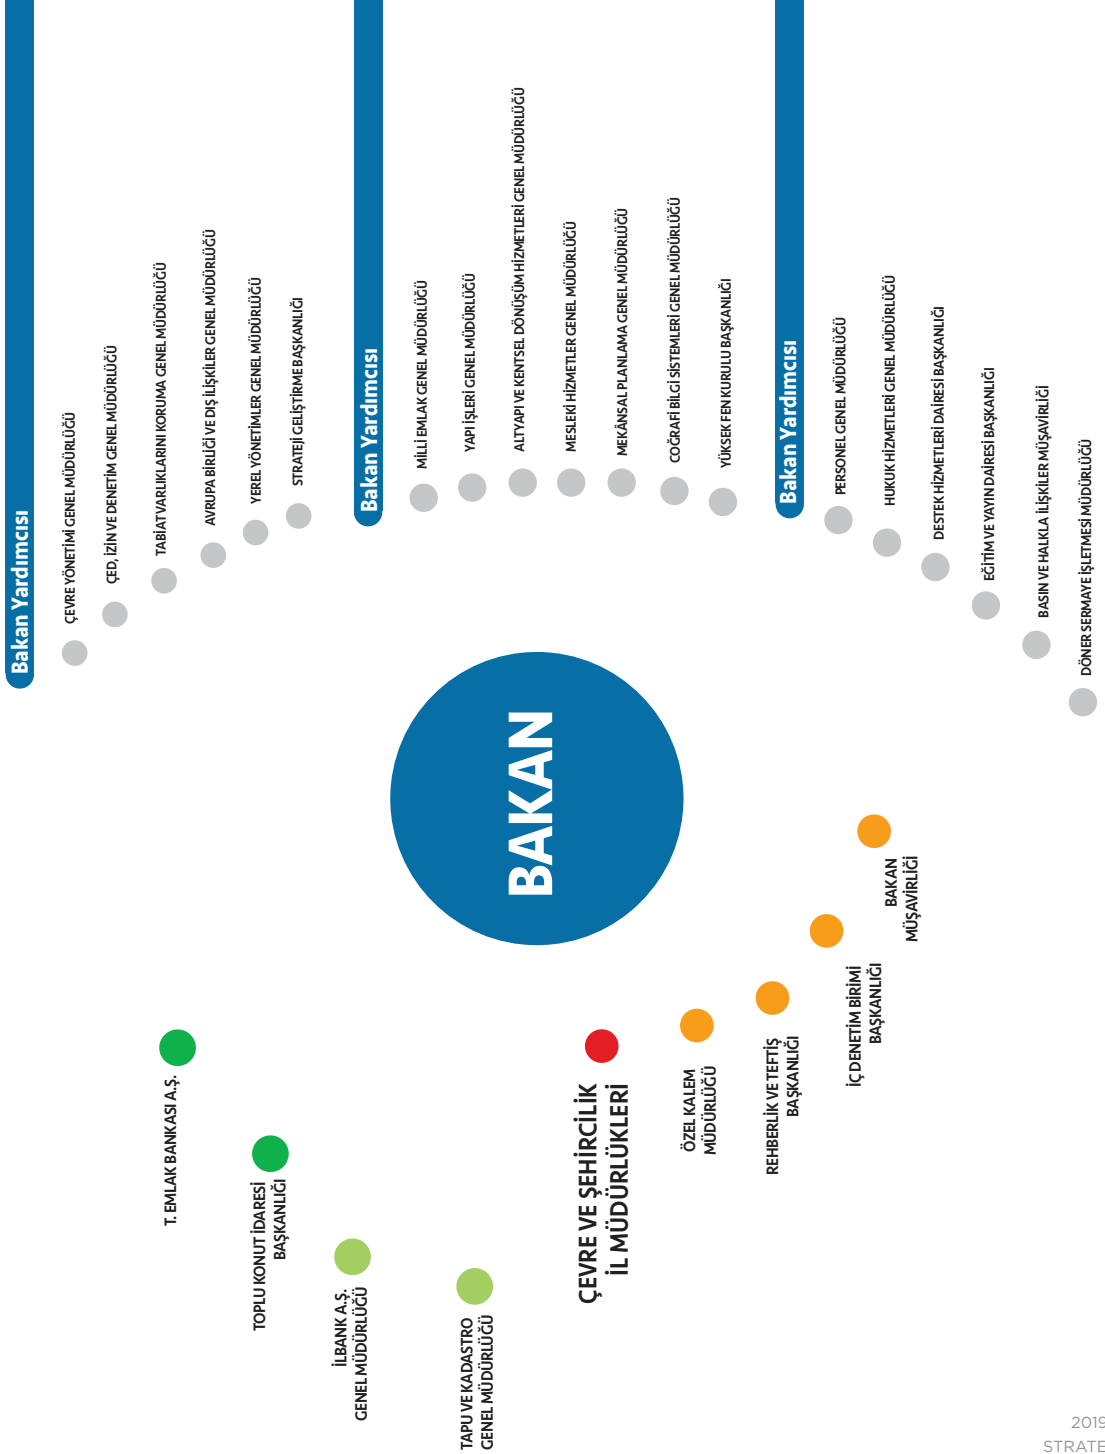 Bakan Yardımcısı
ÇEVRE YÖNETİMİ GENEL MÜDÜRLÜĞÜ
ÇED, İZİN VE DENETİM GENEL MÜDÜRLÜĞÜ
TABİAT VARLIKLARINI KORUMA GENEL MÜDÜRLÜĞÜ
AVRUPA BİRLİĞİ VE DIŞ İLİŞKİLER GENEL MÜDÜRLÜĞÜ
YEREL YÖNETİMLER GENEL MÜDÜRLÜĞÜ
STRATEJİ GELİŞTİRME BAŞKANLIĞI
Bakan Yardımcısı
MİLLİ EMLAK GENEL MÜDÜRLÜĞÜ
YAPI İŞLERİ GENEL MÜDÜRLÜĞÜ
ALTYAPI VE KENTSEL DÖNÜŞÜM HİZMETLERİ GENEL MÜDÜRLÜĞÜ
MESLEKİ HİZMETLER GENEL MÜDÜRLÜĞÜ
MEKÂNSAL PLANLAMA GENEL MÜDÜRLÜĞÜ
COĞRAFİ BİLGİ SİSTEMLERİ GENEL MÜDÜRLÜĞÜ
YÜKSEK FEN KURULU BAŞKANLIĞI
Bakan Yardımcısı
PERSONEL GENEL MÜDÜRLÜĞÜ
HUKUK HİZMETLERİ GENEL MÜDÜRLÜĞÜ
DESTEK HİZMETLERİ DAİRESİ BAŞKANLIĞI
EĞİTİM VE YAYIN DAİRESİ BAŞKANLIĞI
BASIN VE HALKLA İLİŞKİLER MÜŞAVİRLİĞİ
DÖNER SERMAYE İŞLETMESİ MÜDÜRLÜĞÜ
BAKAN
T. EMLAK BANKASI A.Ş.
TOPLU KONUT İDARESİ
BAŞKANLIĞI
İLBANK A.Ş.
GENEL MÜDÜRLÜĞÜ
TAPU VE KADASTRO
GENEL MÜDÜRLÜĞÜ
ÇEVRE VE ŞEHİRCİLİK
İL MÜDÜRLÜKLERİ
ÖZEL KALEM
MÜDÜRLÜĞÜ
REHBERLİK VE TEFTİŞ
BAŞKANLIĞI
İÇ DENETİM BİRİMİ
BAŞKANLIĞI
BAKAN
MÜŞAVİRLİĞİ
2019
STRATE